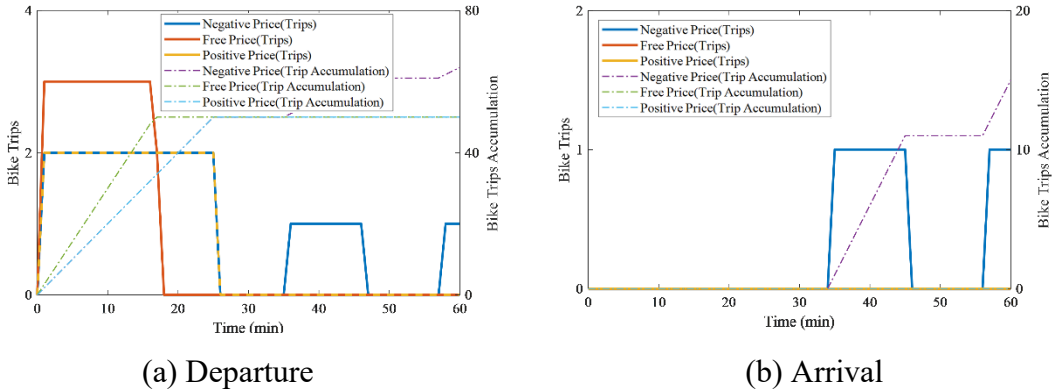 4
2
0
0
10
20
30
40
50
60
80
40
0
Bike Trips
Time (min)
Bike Trips Accumulation
Negative Price(Trips)
Free Price(Trips)
Positive Price(Trips)
Negative Price(Trip Accumulation)
Free Price(Trip Accumulation)
Positive Price(Trip Accumulation)
(a) Departure
2
1
0
0
10
20
30
40
50
60
20
10
0
Bike Trips
Time (min)
Bike Trips Accumulation
Negative Price(Trips)
Free Price(Trips)
Positive Price(Trips)
Negative Price(Trip Accumulation)
Free Price(Trip Accumulation)
Positive Price(Trip Accumulation)
(b) Arrival